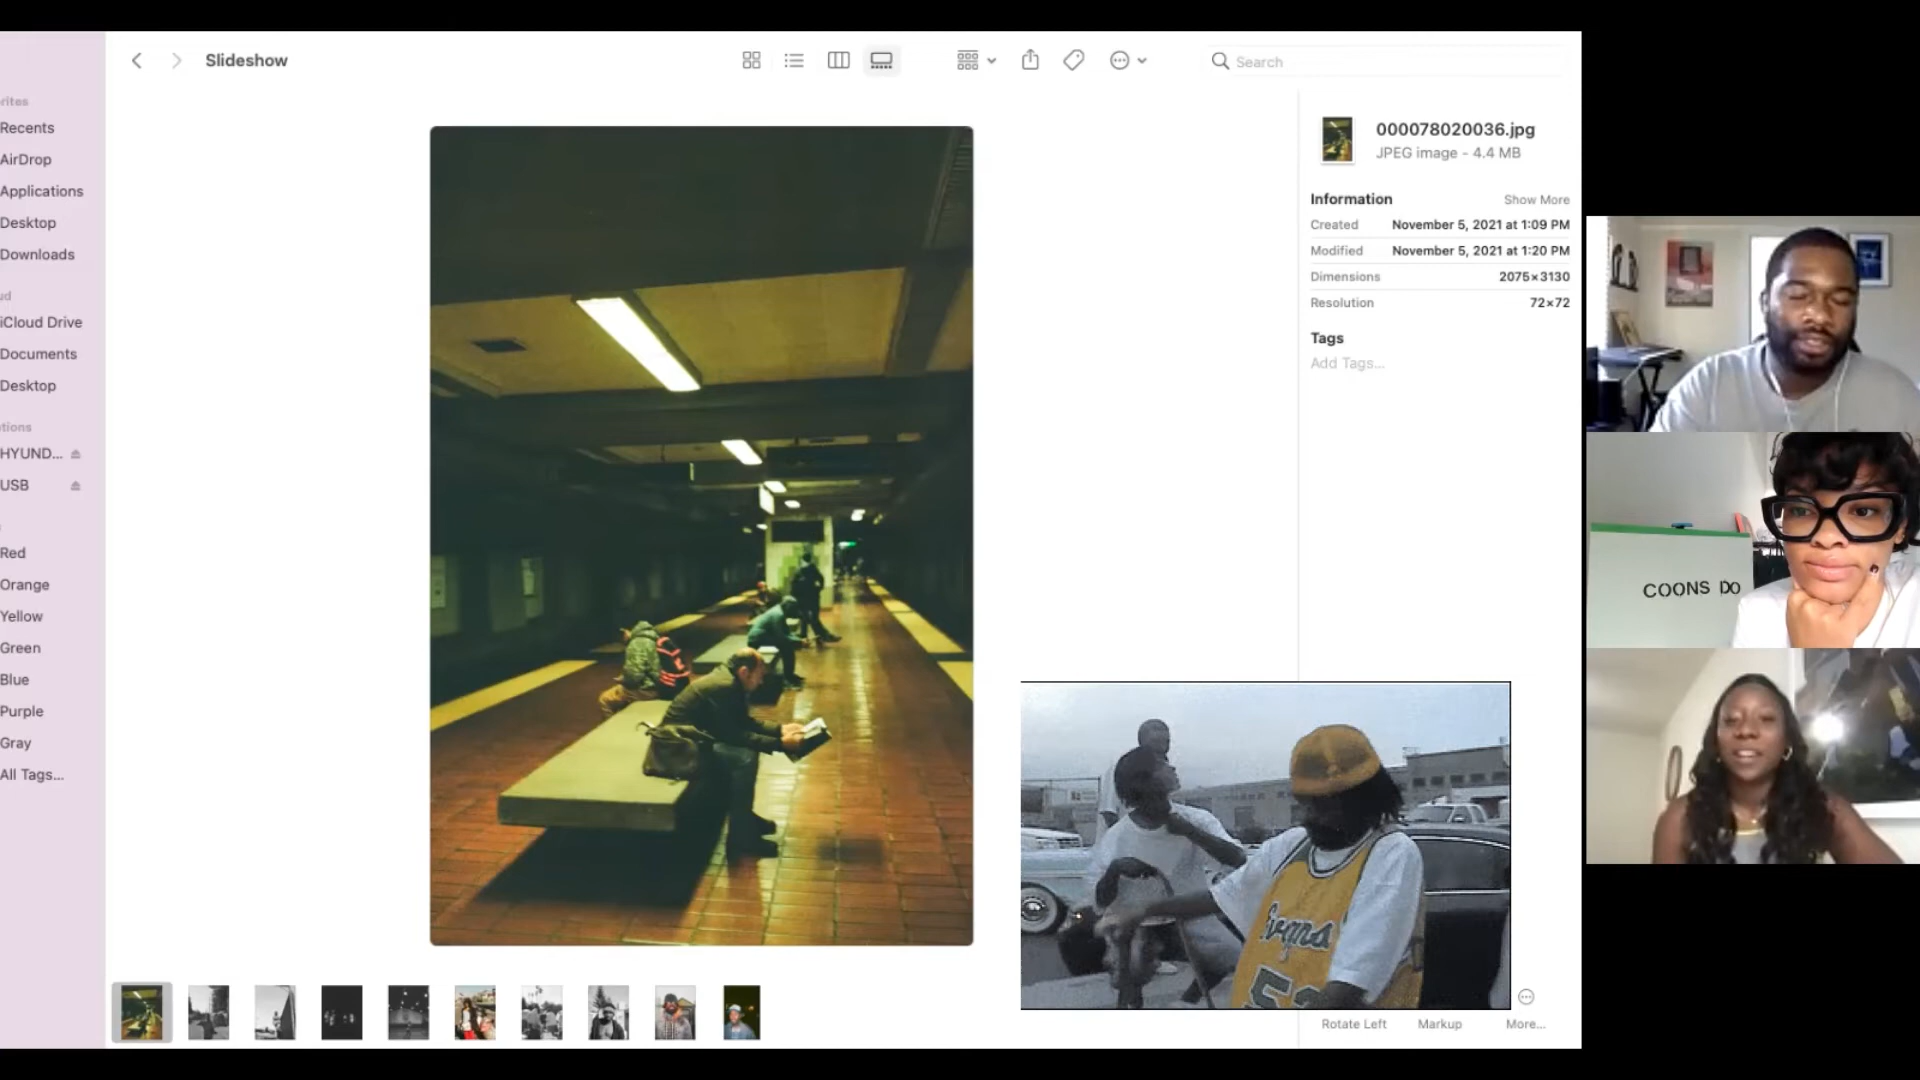 Slideshow
Search
rites
Recents
AirDrop
Applications
Desktop
Downloads
ud
iCloud Drive
Documents
Desktop
tions
HYUND...
USB
Red
Orange
Yellow
Green
Blue
Purple
Gray
All Tags...
000078020036.jpg
JPEG image - 4.4 MB
Information Show More
Created November 5, 2021 at 1:09 PM
Modified November 5, 2021 at 1:20 PM
Dimensions 2075×3130
Resolution 72×72
Tags
Add Tags...
COONS DO
Evans
Rotate Left Markup More...